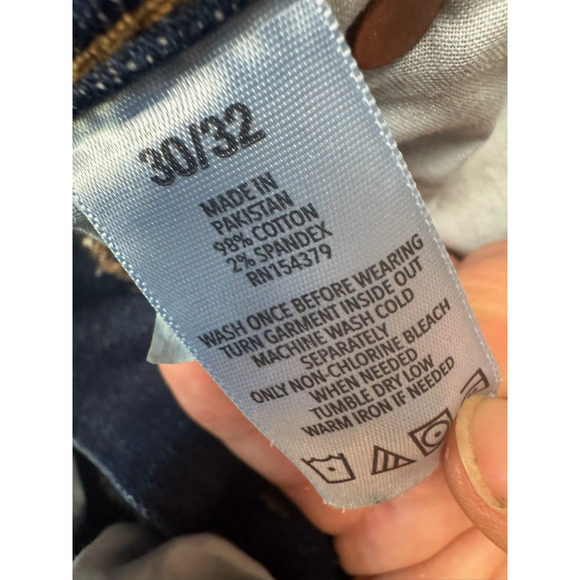 30/32
MADE IN
PAKISTAN
98% COTTON
2% SPANDEX
RN154379
WASH ONCE BEFORE WEARING
TURN GARMENT INSIDE OUT
MACHINE WASH COLD
SEPARATELY
ONLY NON-CHLORINE BLEACH
WHEN NEEDED
TUMBLE DRY LOW
WARM IRON IF NEEDED